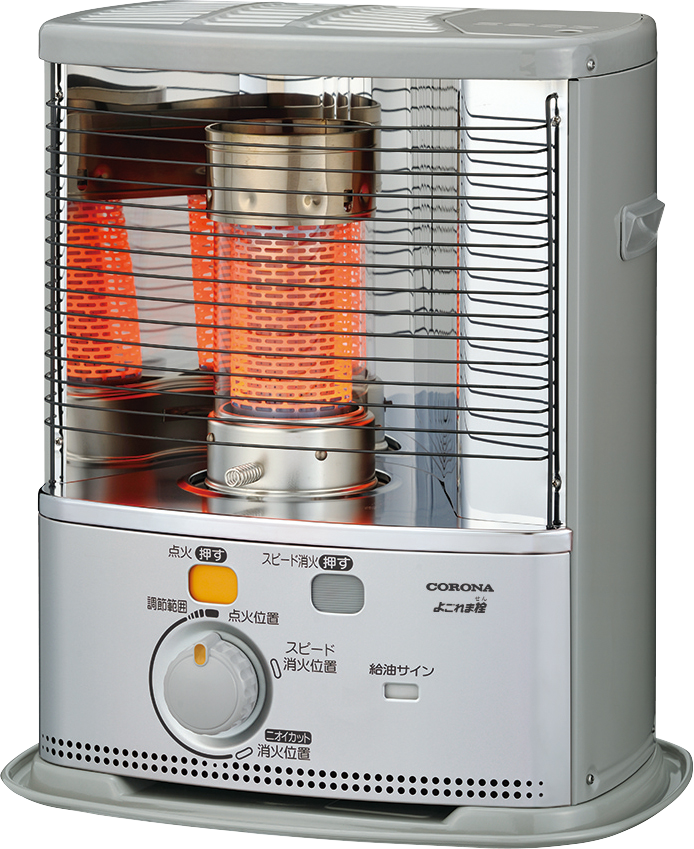 点火 押す
スピード消火 押す
CORONA
せん
よごれま栓
調節範囲
点火位置
スピード
消火位置
給油サイン
ニオイカット
消火位置